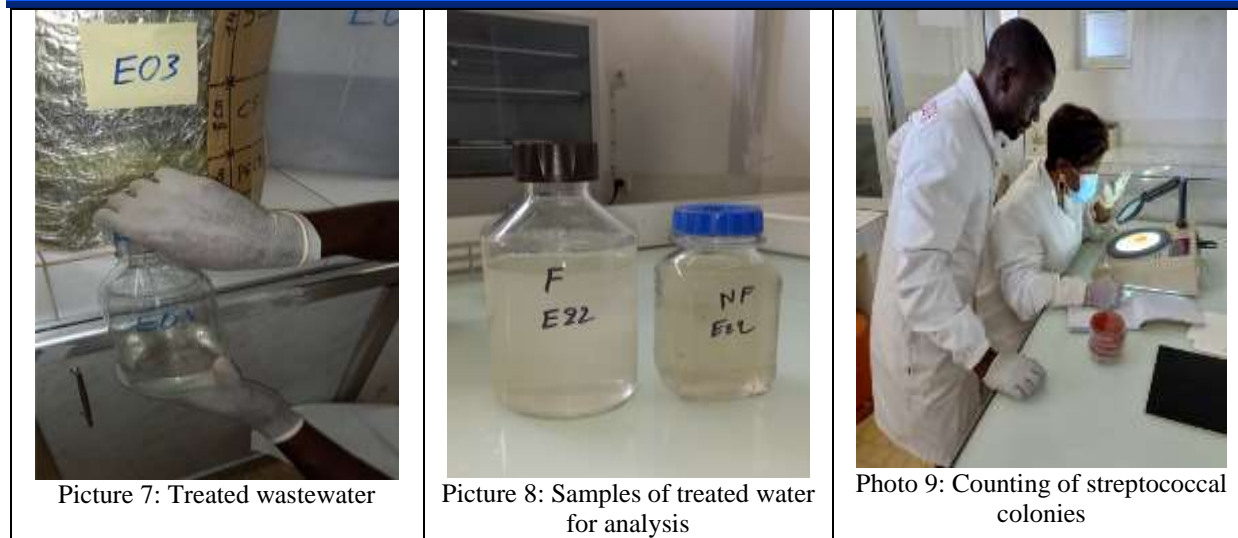 E03
E03
F
E22
NF
E22
Picture 7: Treated wastewater
Picture 8: Samples of treated water
for analysis
Photo 9: Counting of streptococcal
colonies